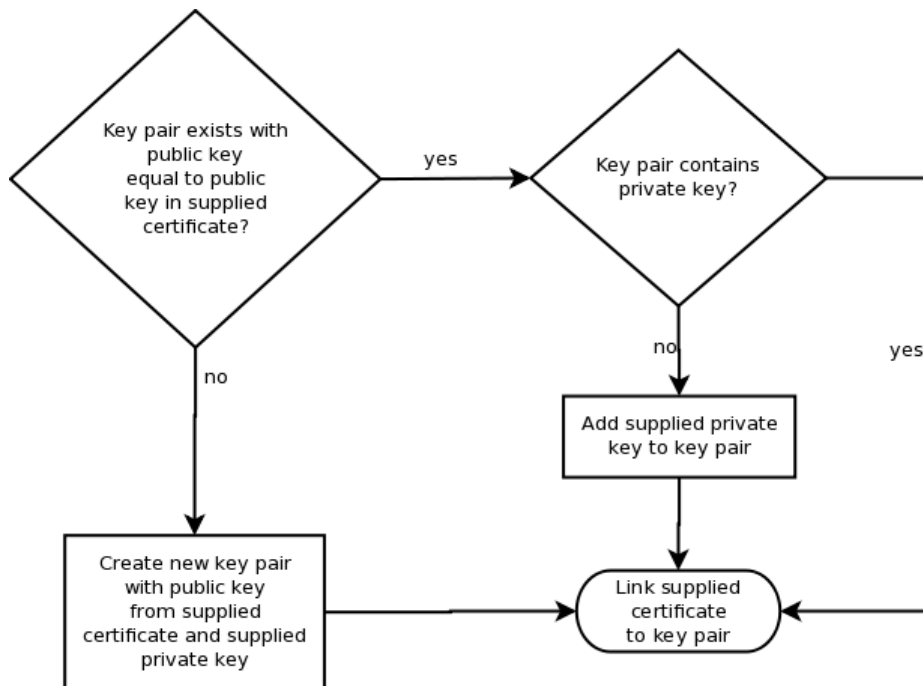 Key pair exists with
public key
equal to public
key in supplied
certificate?
yes
Key pair contains
private key?
no
yes
no
Add supplied private
key to key pair
Create new key pair
with public key
from supplied
certificate and supplied
private key
Link supplied
certificate
to key pair